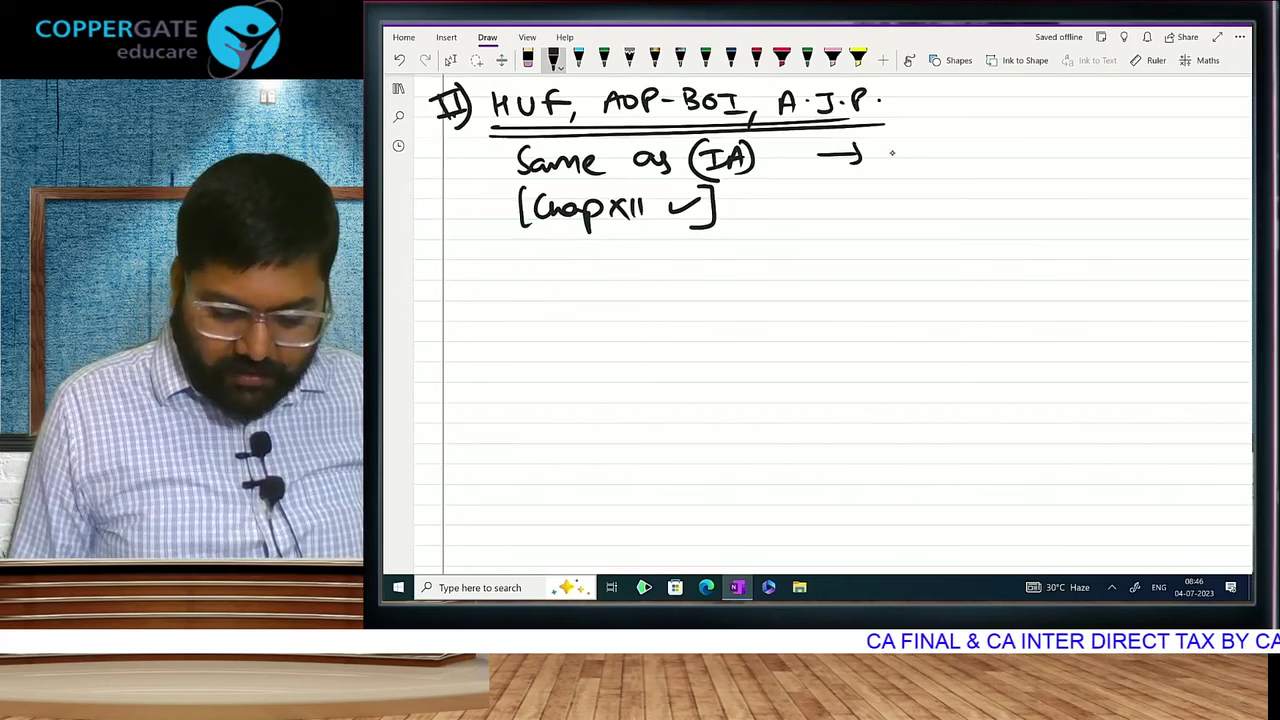 COPPERGATE
educare
Home Insert Draw View Help
Saved offline
Share
Shapes
Ink to Shape
Ink to Text
Ruler
Maths
II) HUF, AOP-BOI, A.J.P.
Same as (IA) →
[Chap XII ✓]
Type here to search
30°C Haze
ENG
08:46
04-07-2023
CA FINAL & CA INTER DIRECT TAX BY CA